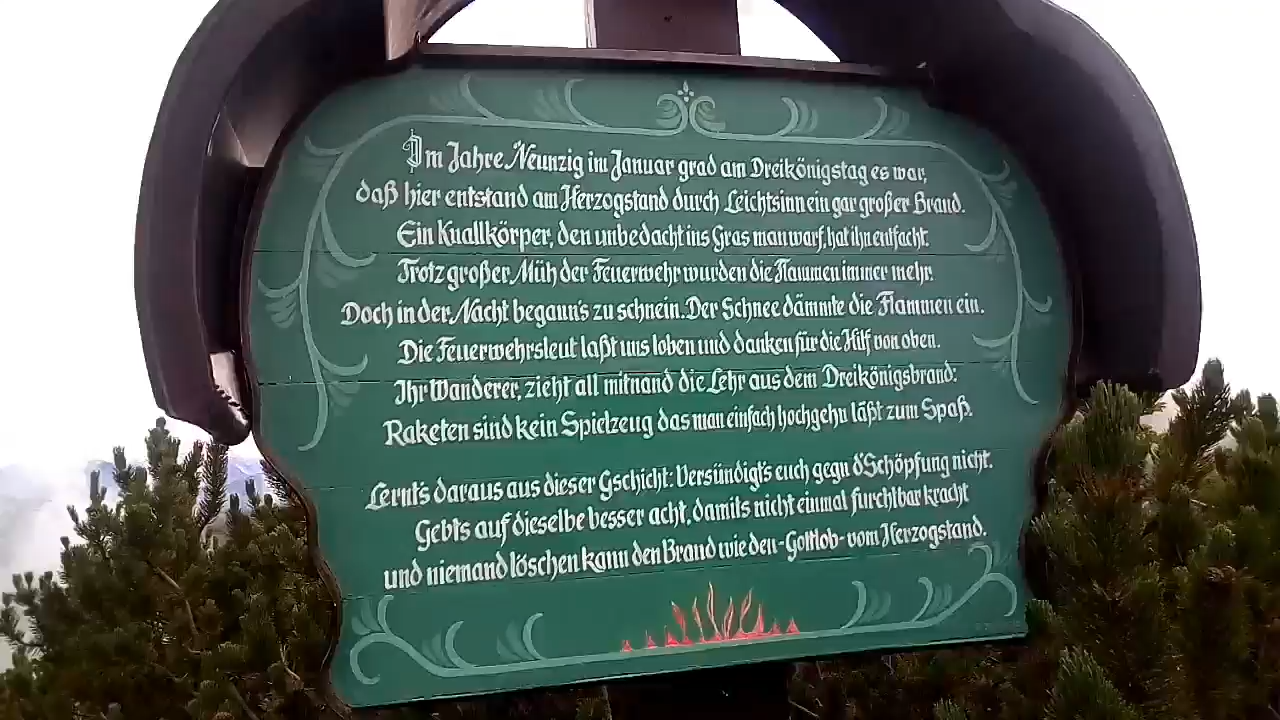 Im Jahre Neunzig im Januar grad am Dreikönigstag es war,
daß hier entstand am Herzogstand durch Leichtsinn ein gar großer Brand.
Ein Knallkörper, den unbedacht ins Gras man warf, hat ihn entfacht.
Trotz großer Müh der Feuerwehr wurden die Flammen immer mehr.
Doch in der Nacht begann's zu schnein. Der Schnee dämmte die Flammen ein.
Die Feuerwehrsleut laßt uns loben und danken für die Hilf von oben.
Ihr Wanderer, zieht all mitnand die Lehr aus dem Dreikönigsbrand:
Raketen sind kein Spielzeug das man einfach hochgehn läßt zum Spaß.
Lernt's daraus aus dieser Gschicht: Versündigt's euch gegn d'Schöpfung nicht.
Gebt's auf dieselbe besser acht, damit's nicht einmal furchtbar kracht
und niemand löschen kann den Brand wie den - Gottlob - vom Herzogstand.